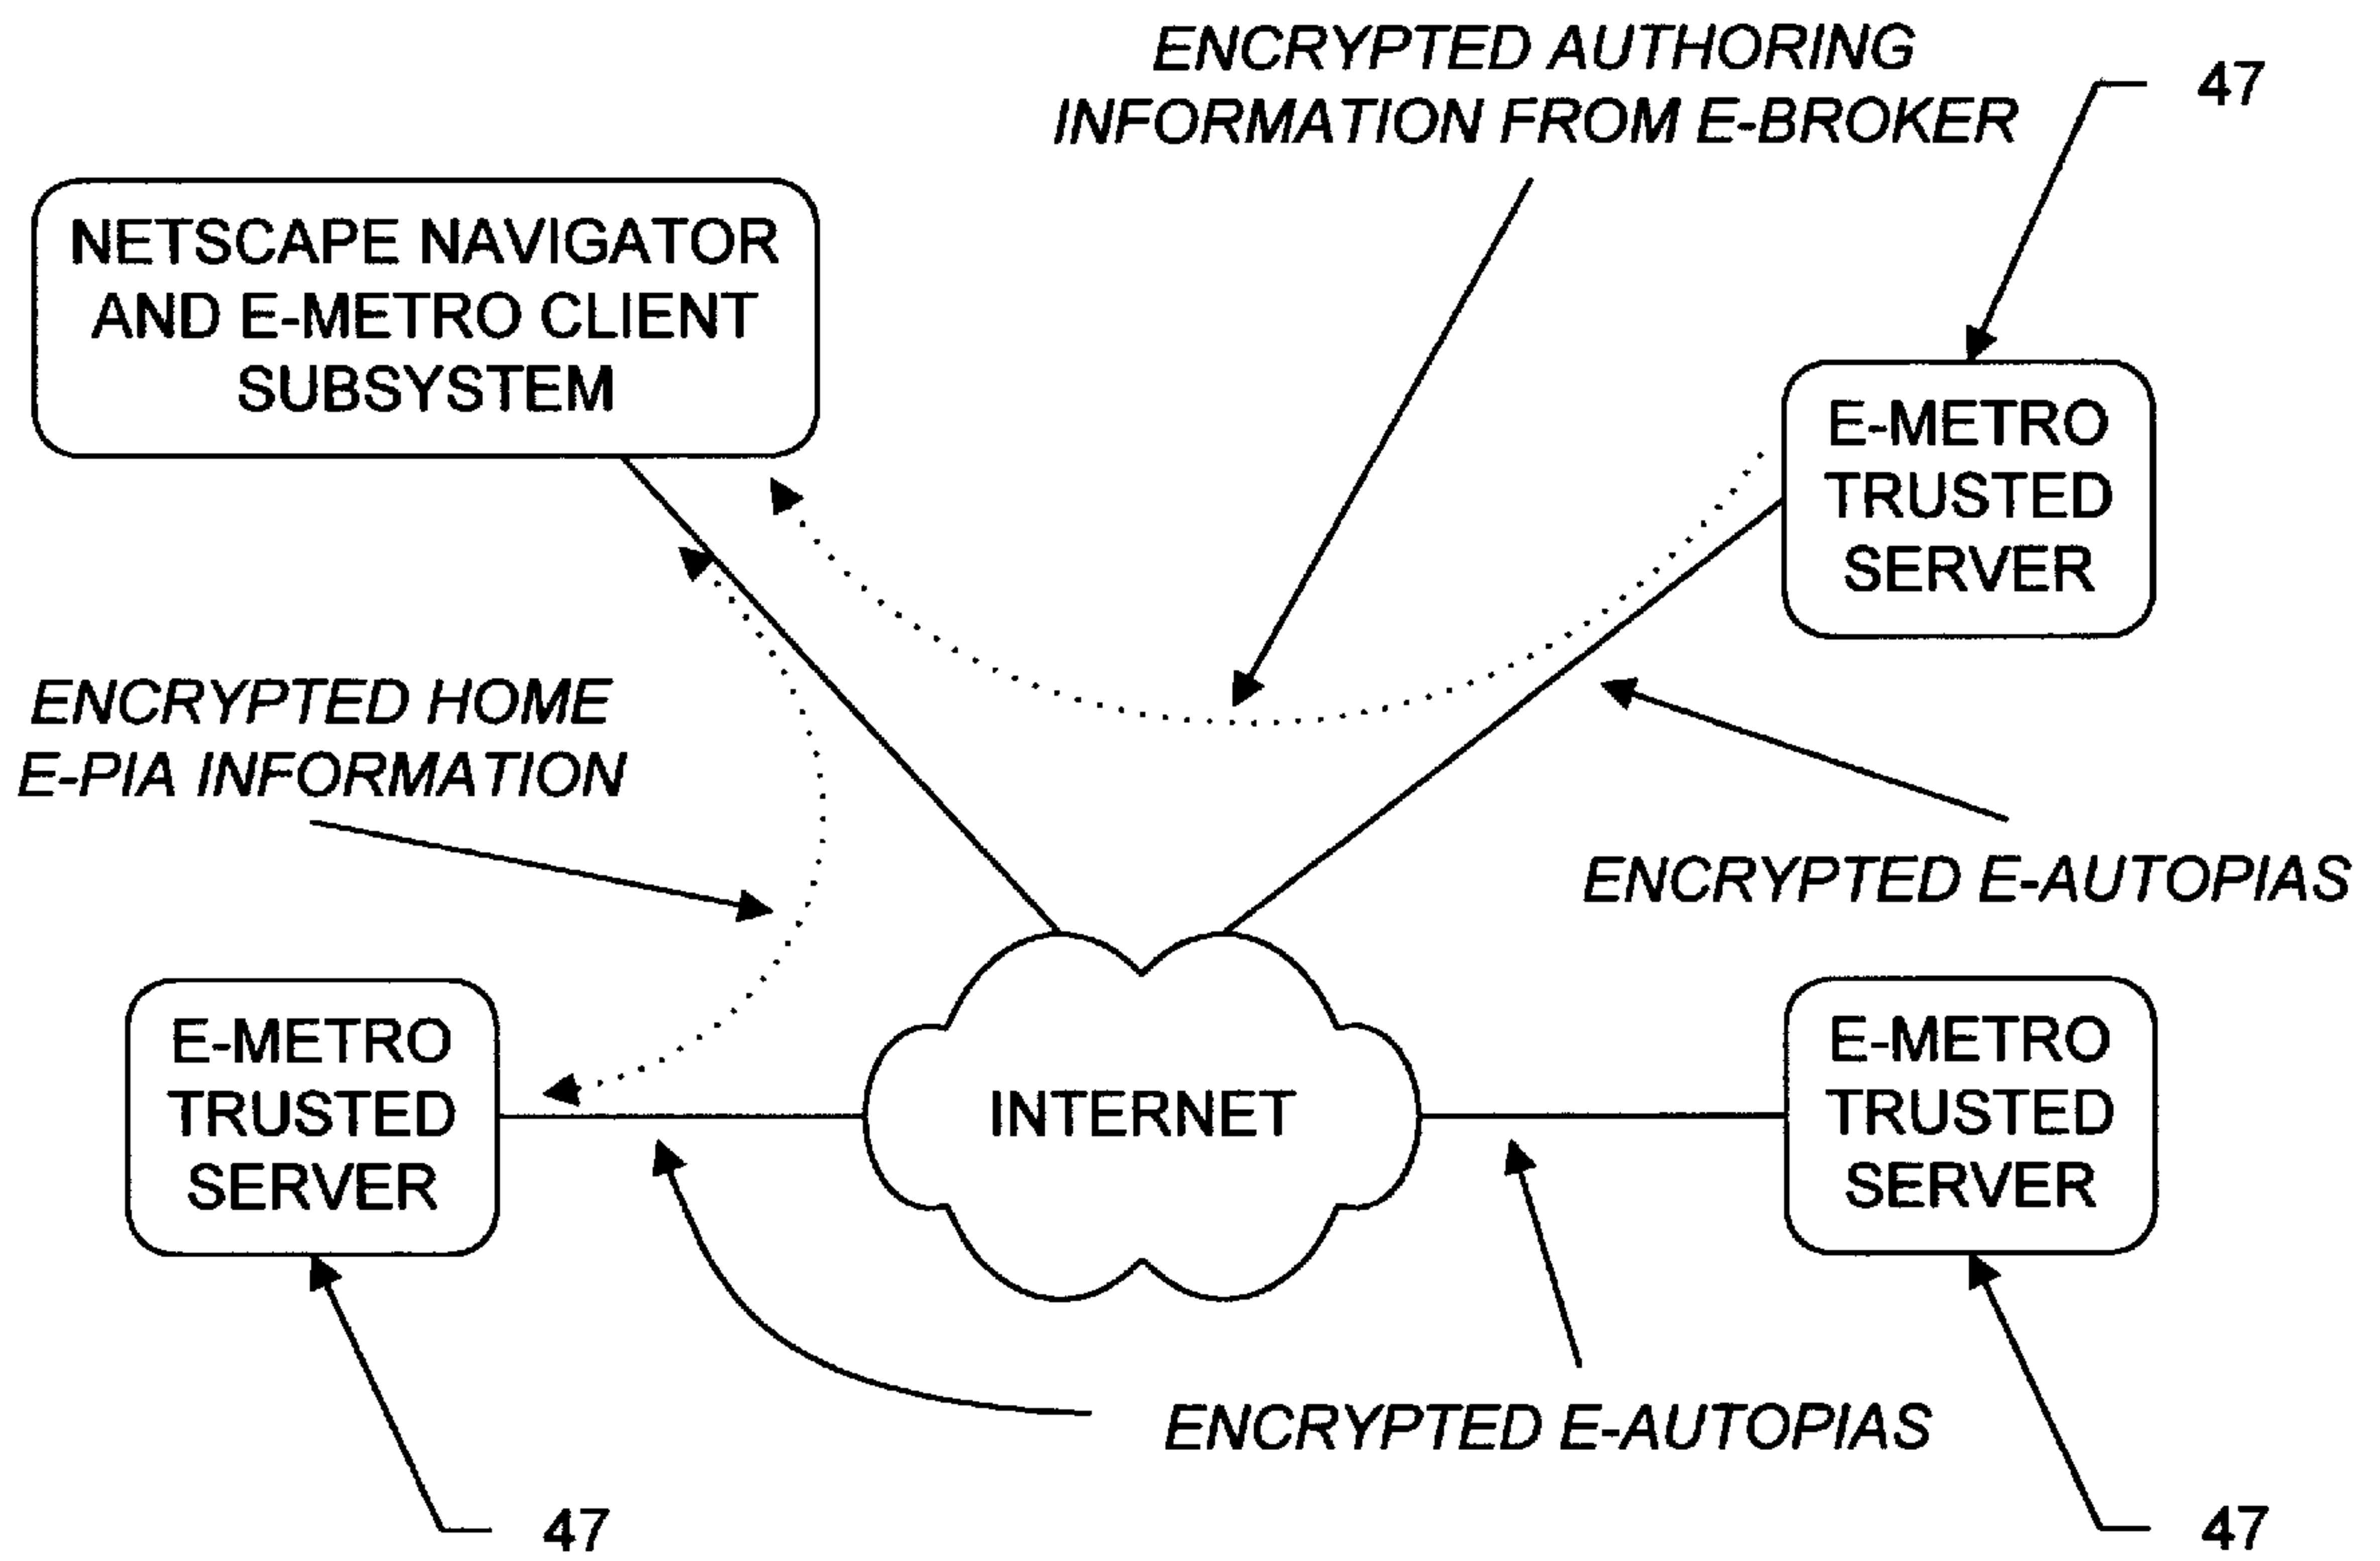 ENCRYPTED AUTHORING
INFORMATION FROM E-BROKER
47
NETSCAPE NAVIGATOR
AND E-METRO CLIENT
SUBSYSTEM
E-METRO
TRUSTED
SERVER
ENCRYPTED HOME
E-PIA INFORMATION
ENCRYPTED E-AUTOPIAS
E-METRO
TRUSTED
SERVER
INTERNET
E-METRO
TRUSTED
SERVER
ENCRYPTED E-AUTOPIAS
47
47